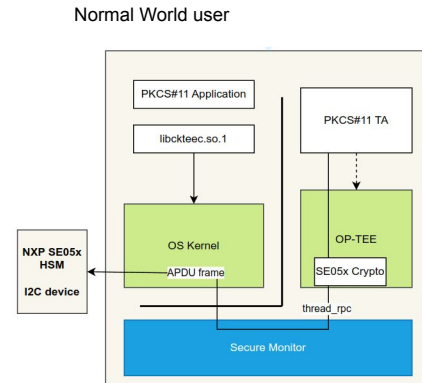 Normal World user
PKCS#11 Application
libckteec.so.1
PKCS#11 TA
OS Kernel
OP-TEE
NXP SE05x
HSM
I2C device
APDU frame
SE05x Crypto
thread_rpc
Secure Monitor